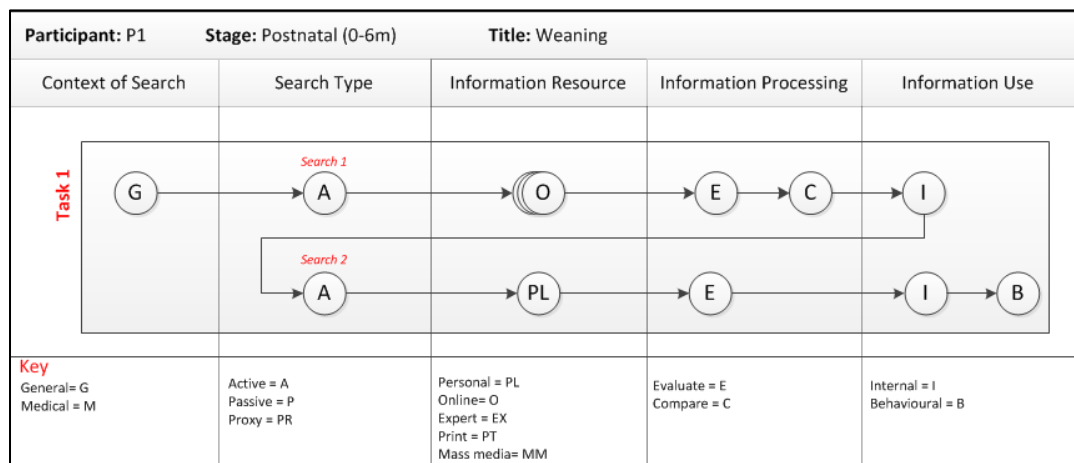 Participant: P1 Stage: Postnatal (0-6m) Title: Weaning
Context of Search Search Type Information Resource Information Processing Information Use
Task 1
Search 1
G A O E C I
Search 2
A PL E I B
Key
General= G
Medical = M
Active = A
Passive = P
Proxy = PR
Personal = PL
Online= O
Expert = EX
Print = PT
Mass media= MM
Evaluate = E
Compare = C
Internal = I
Behavioural = B